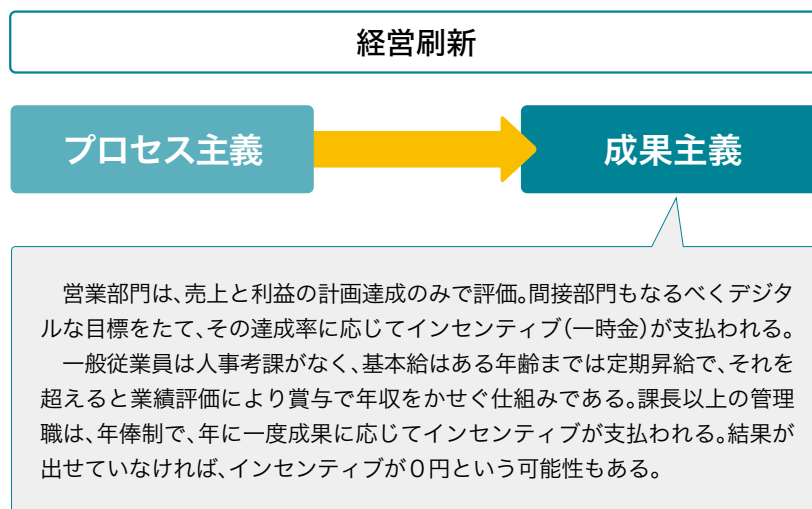 経営刷新
プロセス主義
成果主義
　営業部門は、売上と利益の計画達成のみで評価。間接部門もなるべくデジタ
ルな目標をたて、その達成率に応じてインセンティブ（一時金）が支払われる。
　一般従業員は人事考課がなく、基本給はある年齢までは定期昇給で、それを
超えると業績評価により賞与で年収をかせぐ仕組みである。課長以上の管理
職は、年俸制で、年に一度成果に応じてインセンティブが支払われる。結果が
出せていなければ、インセンティブが０円という可能性もある。